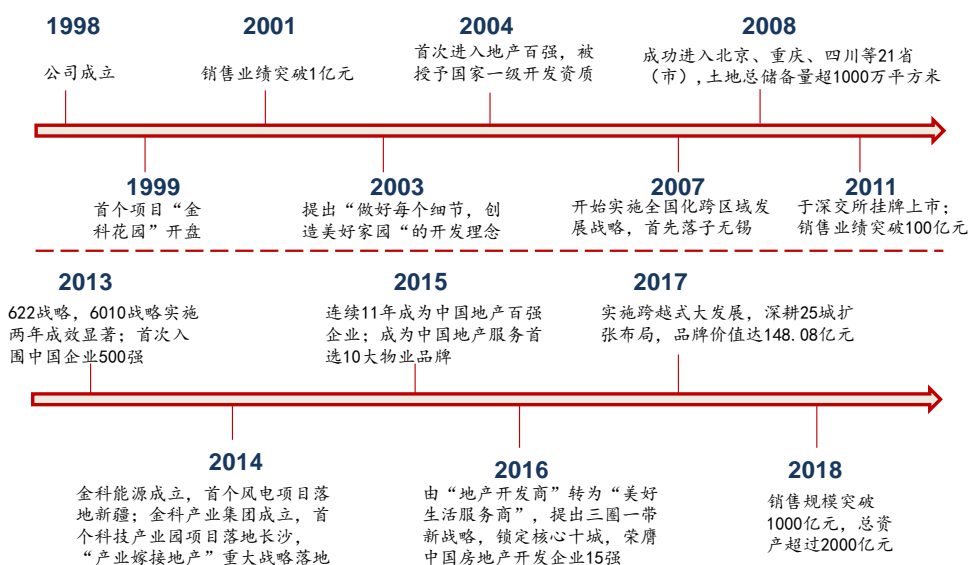 1998
公司成立
2001
销售业绩突破1亿元
2004
首次进入地产百强，被
授予国家一级开发资质
2008
成功进入北京、重庆、四川等21省
（市）,土地总储备量超1000万平方米
1999
首个项目“金
科花园”开盘
2003
提出“做好每个细节，创
造美好家园“的开发理念
2007
开始实施全国化跨区域发
展战略，首先落子无锡
2011
于深交所挂牌上市；
销售业绩突破100亿元
2013
622战略，6010战略实施
两年成效显著；首次入
围中国企业500强
2015
连续11年成为中国地产百强
企业；成为中国地产服务首
选10大物业品牌
2017
实施跨越式大发展，深耕25城扩
张布局，品牌价值达148.08亿元
2014
金科能源成立，首个风电项目落
地新疆；金科产业集团成立，首
个科技产业园项目落地长沙，
“产业嫁接地产”重大战略落地
2016
由“地产开发商”转为“美好
生活服务商”，提出三圈一带
新战略，锁定核心十城，荣膺
中国房地产开发企业15强
2018
销售规模突破
1000亿元，总资
产超过2000亿元